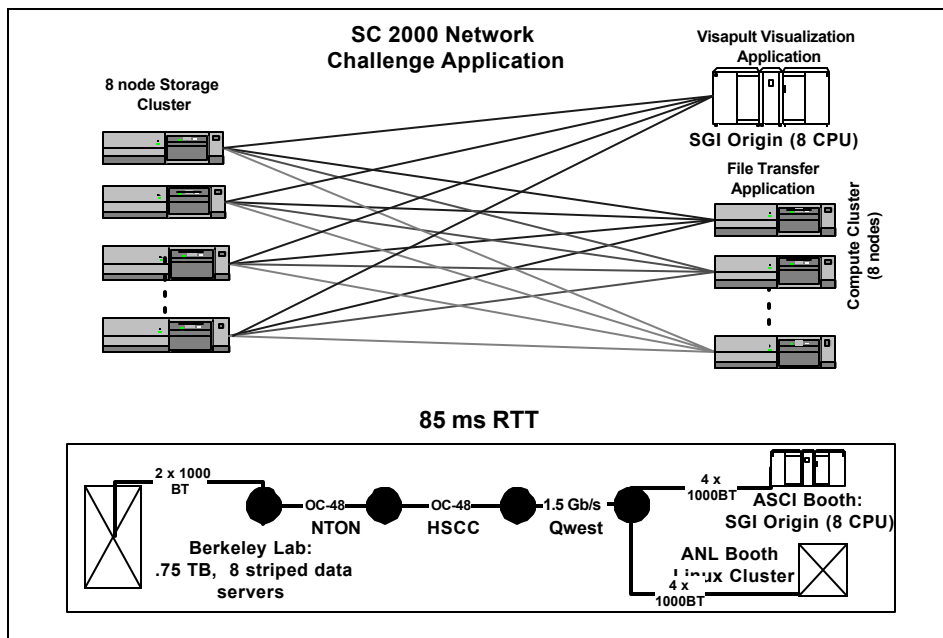 SC 2000 Network
Challenge Application
Visapult Visualization
Application
8 node Storage
Cluster
SGI Origin (8 CPU)
File Transfer
Application
Compute Cluster
(8 nodes)
85 ms RTT
2 x 1000
BT
OC-48
NTON
OC-48
HSCC
1.5 Gb/s
Qwest
4 x
1000BT
ASCI Booth:
SGI Origin (8 CPU)
Berkeley Lab:
.75 TB, 8 striped data
servers
ANL Booth
Linux Cluster
4 x
1000BT